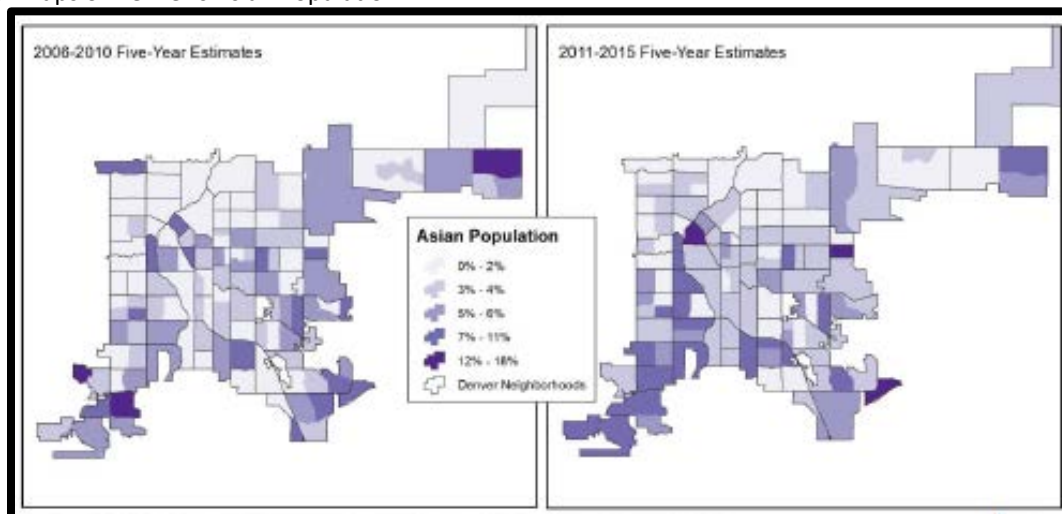 2006-2010 Five-Year Estimates
2011-2015 Five-Year Estimates
Asian Population
0% - 2%
3% - 4%
5% - 6%
7% - 11%
12% - 18%
Denver Neighborhoods